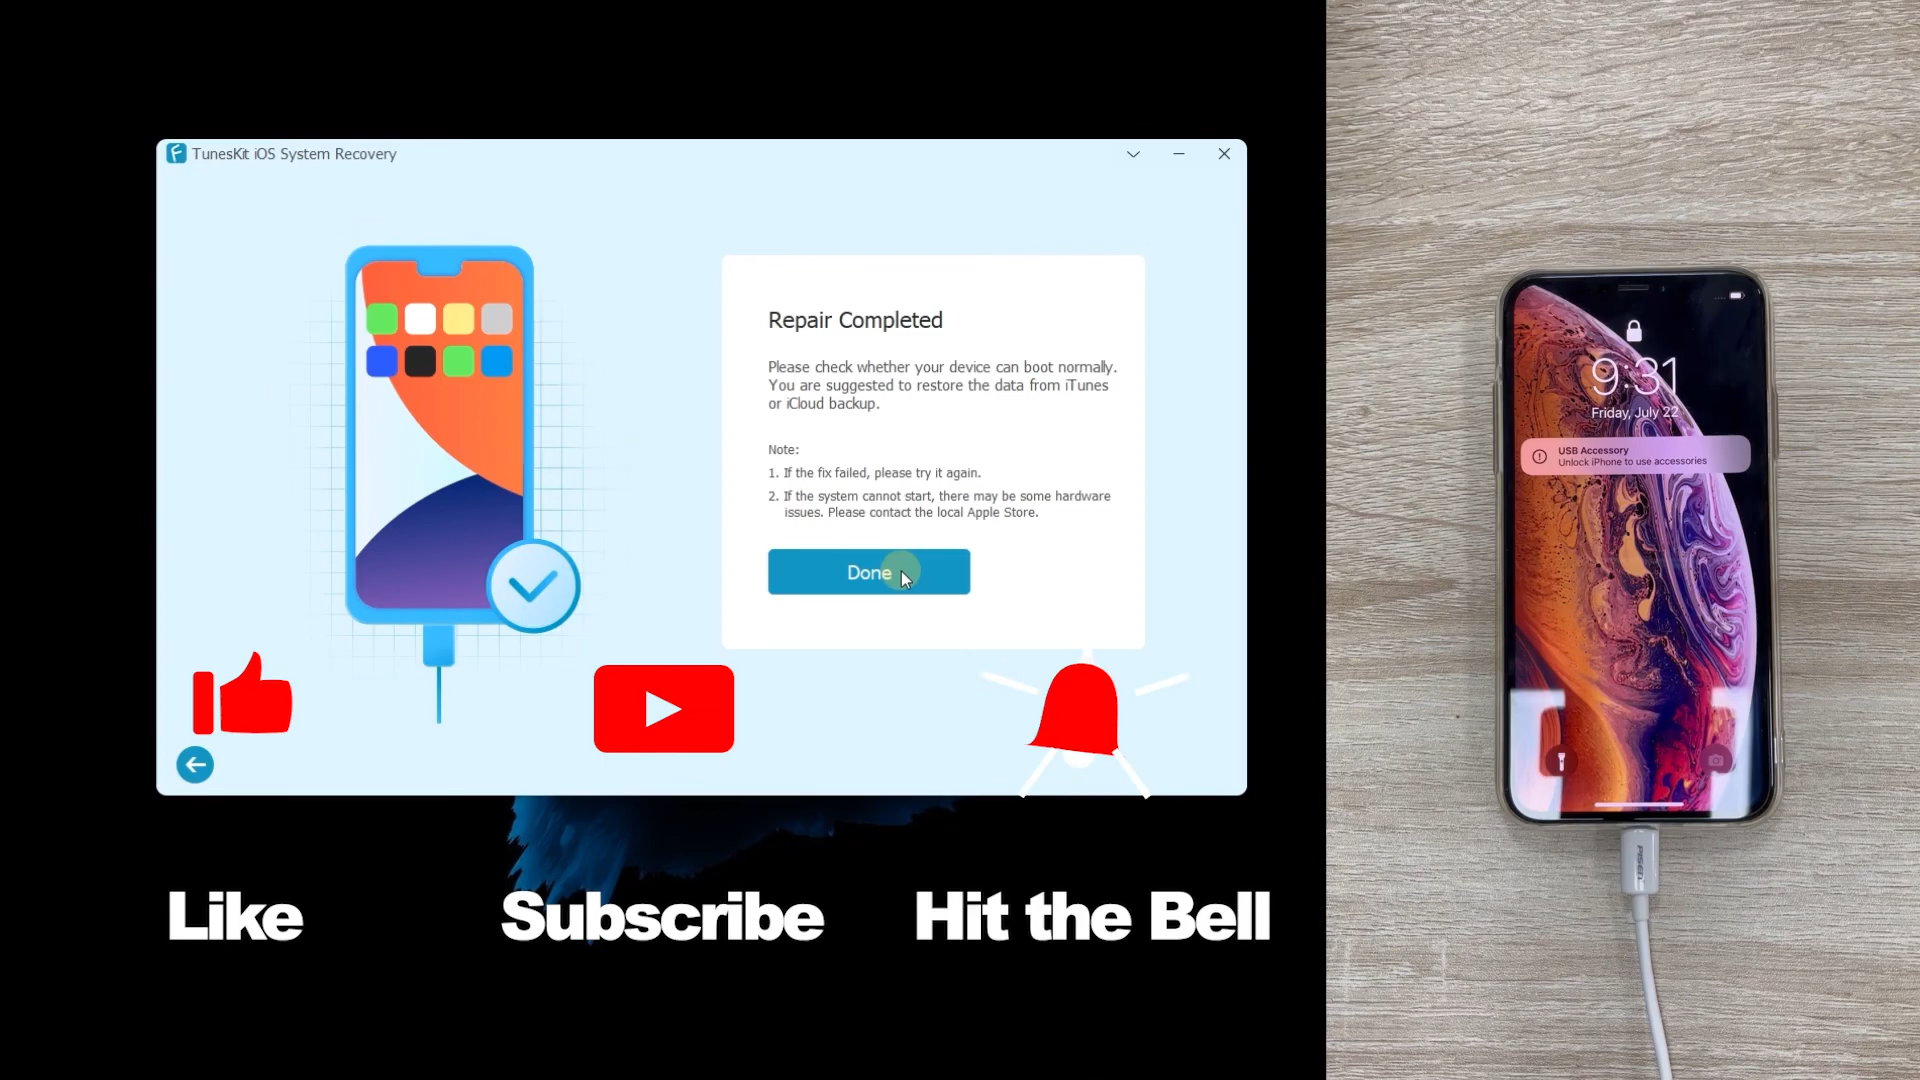 TunesKit iOS System Recovery
Repair Completed
Please check whether your device can boot normally.
You are suggested to restore the data from iTunes
or iCloud backup.
Note:
1. If the fix failed, please try it again.
2. If the system cannot start, there may be some hardware
issues. Please contact the local Apple Store.
Done
Like
Subscribe
Hit the Bell
9:31
Friday, July 22
USB Accessory
Unlock iPhone to use accessories
PISEN